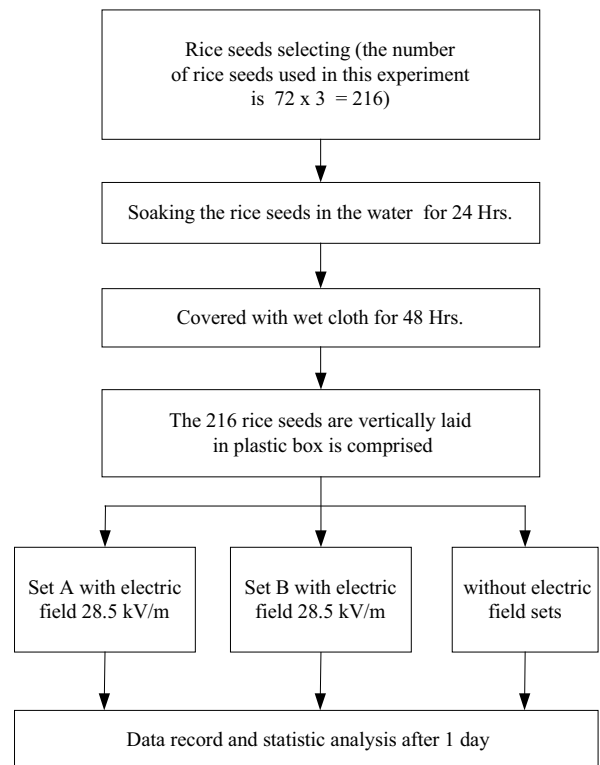 Rice seeds selecting (the number
of rice seeds used in this experiment
is 72 x 3 = 216)
Soaking the rice seeds in the water for 24 Hrs.
Covered with wet cloth for 48 Hrs.
The 216 rice seeds are vertically laid
in plastic box is comprised
Set A with electric
field 28.5 kV/m
Set B with electric
field 28.5 kV/m
without electric
field sets
Data record and statistic analysis after 1 day